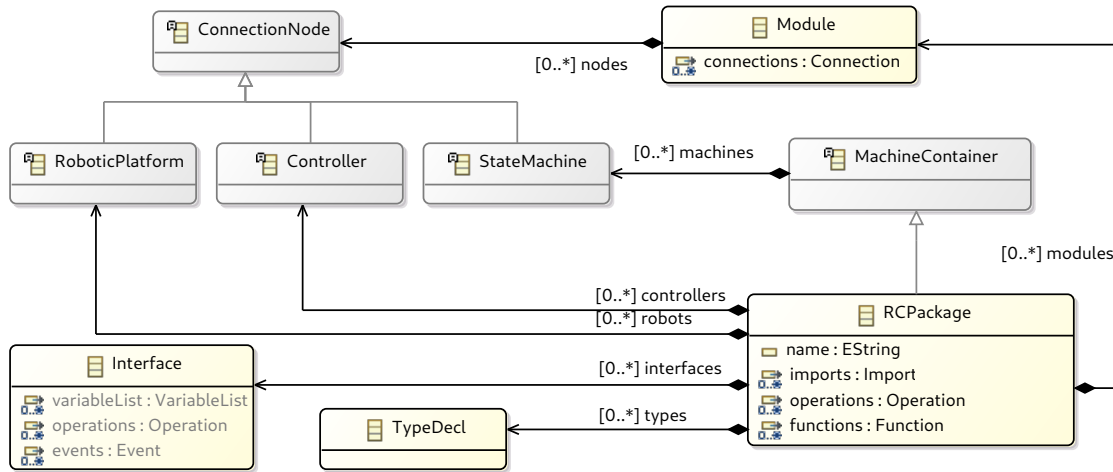 ConnectionNode
Module
connections : Connection
[0..*] nodes
RoboticPlatform
Controller
StateMachine
[0..*] machines
MachineContainer
[0..*] modules
[0..*] controllers
[0..*] robots
RCPackage
name : EString
imports : Import
operations : Operation
functions : Function
Interface
variableList : VariableList
operations : Operation
events : Event
[0..*] interfaces
TypeDecl
[0..*] types